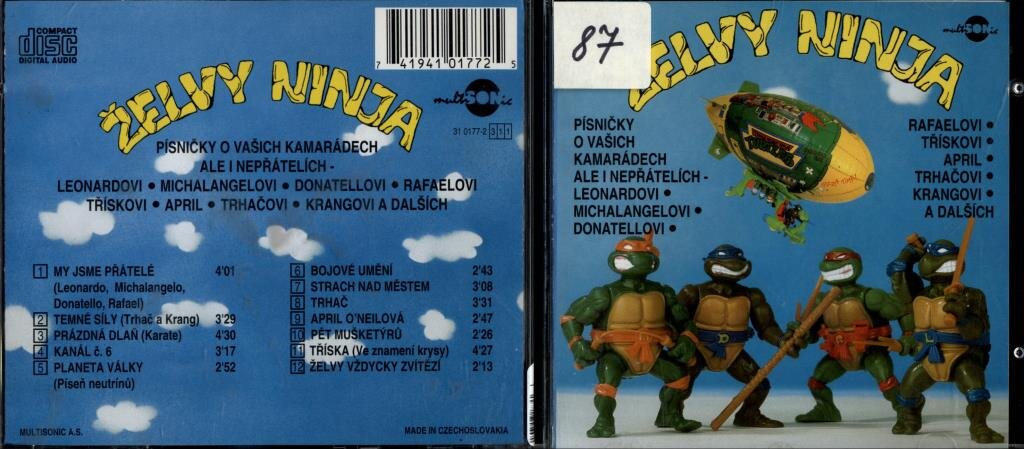 COMPACT
disc
DIGITAL AUDIO
7 41941 01772 5
ŽELVY NINJA
multiSONic
31 0177-2 311
PÍSNIČKY O VAŠICH KAMARÁDECH
ALE I NEPŘÁTELÍCH -
LEONARDOVI • MICHALANGELOVI • DONATELLOVI • RAFAELOVI
TŘÍSKOVI • APRIL • TRHAČOVI • KRANGOVI A DALŠÍCH
1 MY JSME PŘÁTELÉ 4'01
(Leonardo, Michalangelo,
Donatello, Rafael)
2 TEMNÉ SÍLY (Trhač a Krang) 3'29
3 PRÁZDNÁ DLAŇ (Karate) 4'30
4 KANÁL č. 6 3'17
5 PLANETA VÁLKY 2'52
(Píseň neutrínů)
6 BOJOVÉ UMĚNÍ 2'43
7 STRACH NAD MĚSTEM 3'08
8 TRHAČ 3'31
9 APRIL O'NEILOVÁ 2'47
10 PĚT MUŠKETÝRŮ 2'26
11 TŘÍSKA (Ve znamení krysy) 4'27
12 ŽELVY VŽDYCKY ZVÍTĚZÍ 2'13
MULTISONIC A.S.
MADE IN CZECHOSLOVAKIA
87
ŽELVY NINJA
multiSONic
PÍSNIČKY
O VAŠICH
KAMARÁDECH
ALE I NEPŘÁTELÍCH -
LEONARDOVI •
MICHALANGELOVI •
DONATELLOVI •
RAFAELOVI •
TŘÍSKOVI •
APRIL •
TRHAČOVI •
KRANGOVI •
A DALŠÍCH